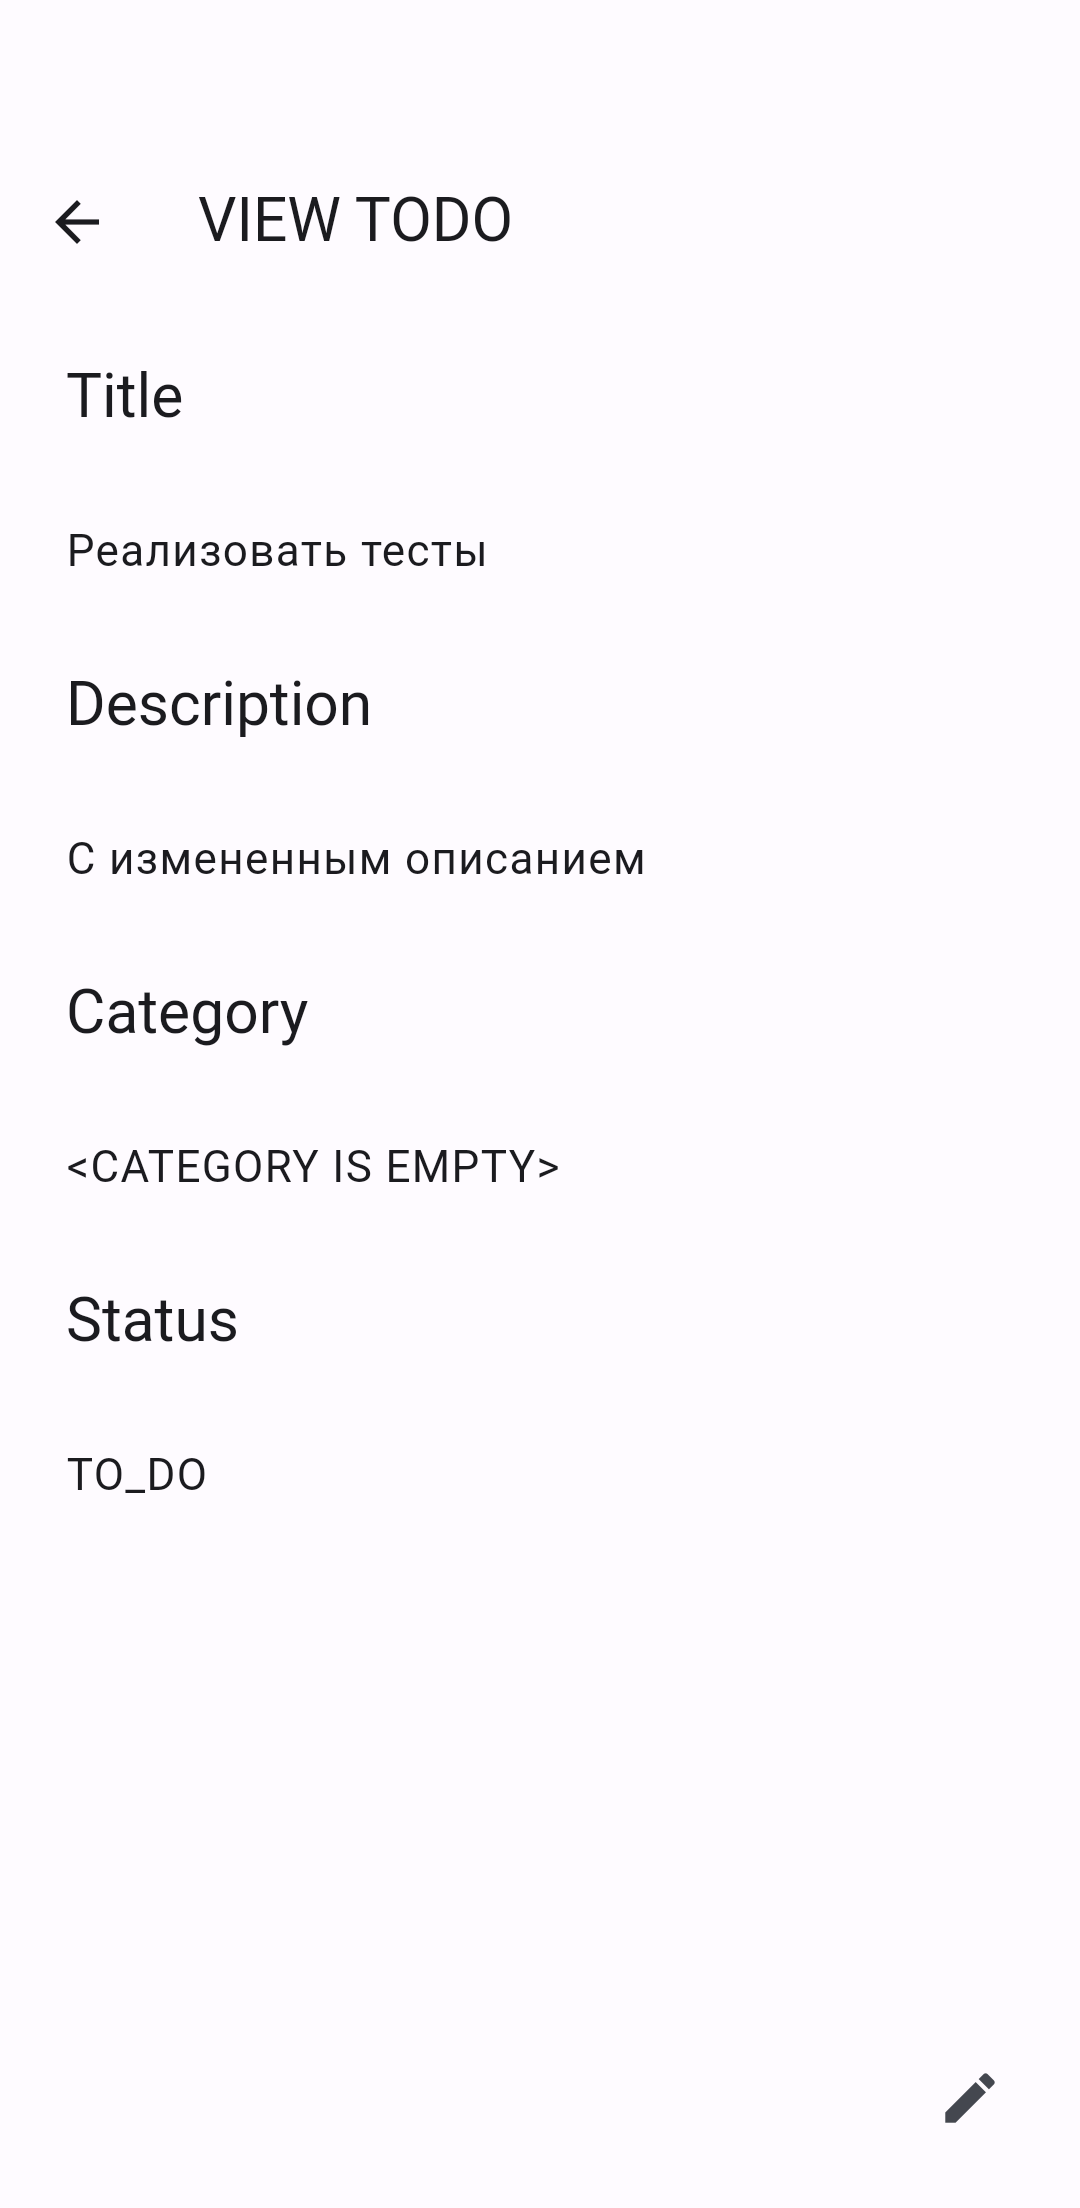 VIEW TODO
Title
Реализовать тесты
Description
С измененным описанием
Category
<CATEGORY IS EMPTY>
Status
TO_DO